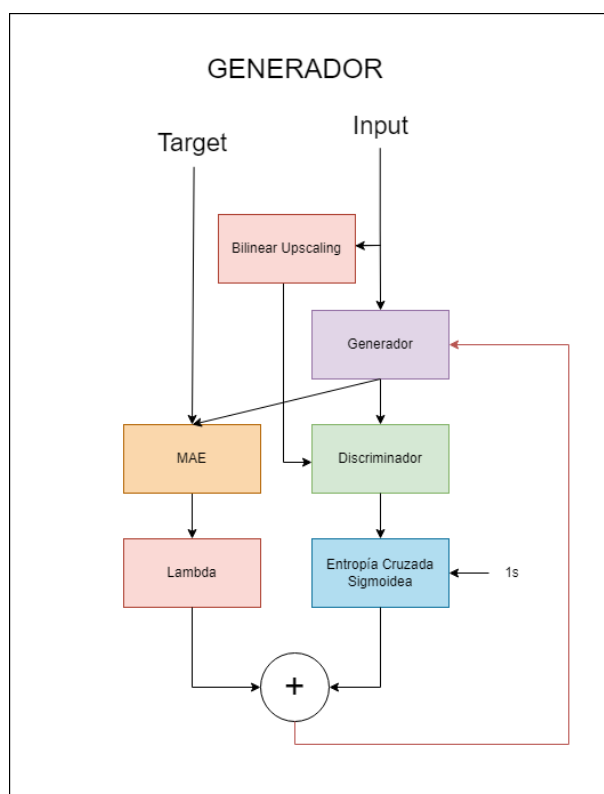 GENERADOR
Target
Input
Bilinear Upscaling
Generador
MAE
Discriminador
Lambda
Entropía Cruzada
Sigmoidea
1s
+